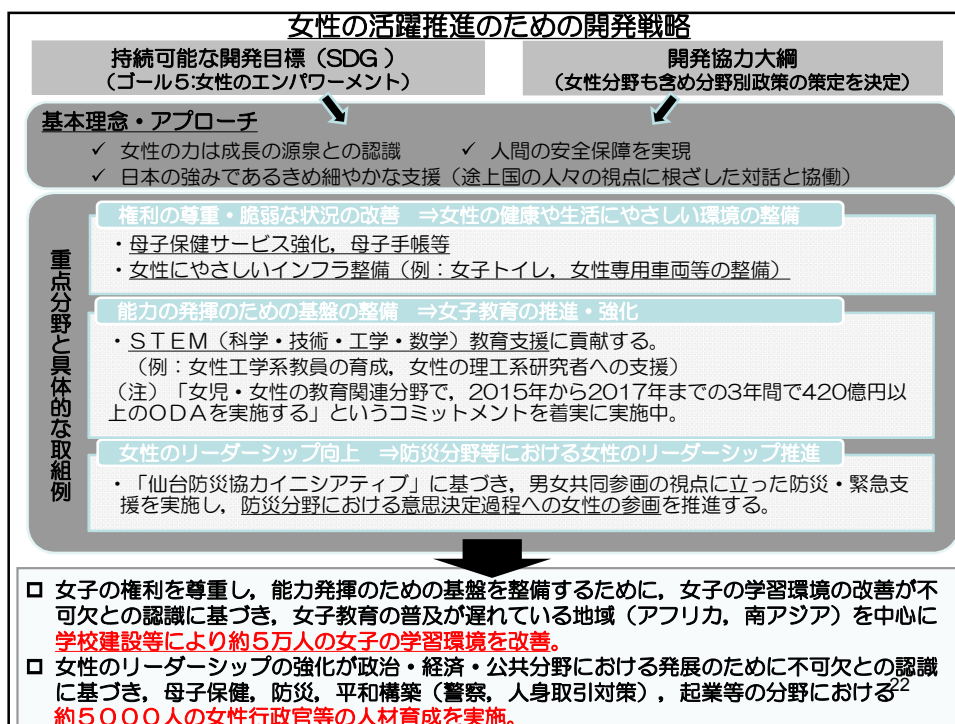 女性の活躍推進のための開発戦略
持続可能な開発目標（SDG ）
（ゴール５:女性のエンパワーメント）
開発協力大綱
（女性分野も含め分野別政策の策定を決定）
基本理念・アプローチ
✓ 女性の力は成長の源泉との認識
✓ 人間の安全保障を実現
✓ 日本の強みであるきめ細やかな支援（途上国の人々の視点に根ざした対話と協働）
重点分野と具体的な取組例
権利の尊重・脆弱な状況の改善 ⇒女性の健康や生活にやさしい環境の整備
・母子保健サービス強化，母子手帳等
・女性にやさしいインフラ整備（例：女子トイレ，女性専用車両等の整備）
能力の発揮のための基盤の整備 ⇒女子教育の推進・強化
・ＳＴＥＭ（科学・技術・工学・数学）教育支援に貢献する。
（例：女性工学系教員の育成，女性の理工系研究者への支援）
（注）「女児・女性の教育関連分野で，2015年から2017年までの3年間で420億円以
上のＯＤＡを実施する」というコミットメントを着実に実施中。
女性のリーダーシップ向上 ⇒防災分野等における女性のリーダーシップ推進
・「仙台防災協力イニシアティブ」に基づき，男女共同参画の視点に立った防災・緊急支
援を実施し，防災分野における意思決定過程への女性の参画を推進する。
女子の権利を尊重し，能力発揮のための基盤を整備するために，女子の学習環境の改善が不
可欠との認識に基づき，女子教育の普及が遅れている地域（アフリカ，南アジア）を中心に
学校建設等により約５万人の女子の学習環境を改善。
女性のリーダーシップの強化が政治・経済・公共分野における発展のために不可欠との認識
に基づき，母子保健，防災，平和構築（警察，人身取引対策），起業等の分野における
約５０００人の女性行政官等の人材育成を実施。
22